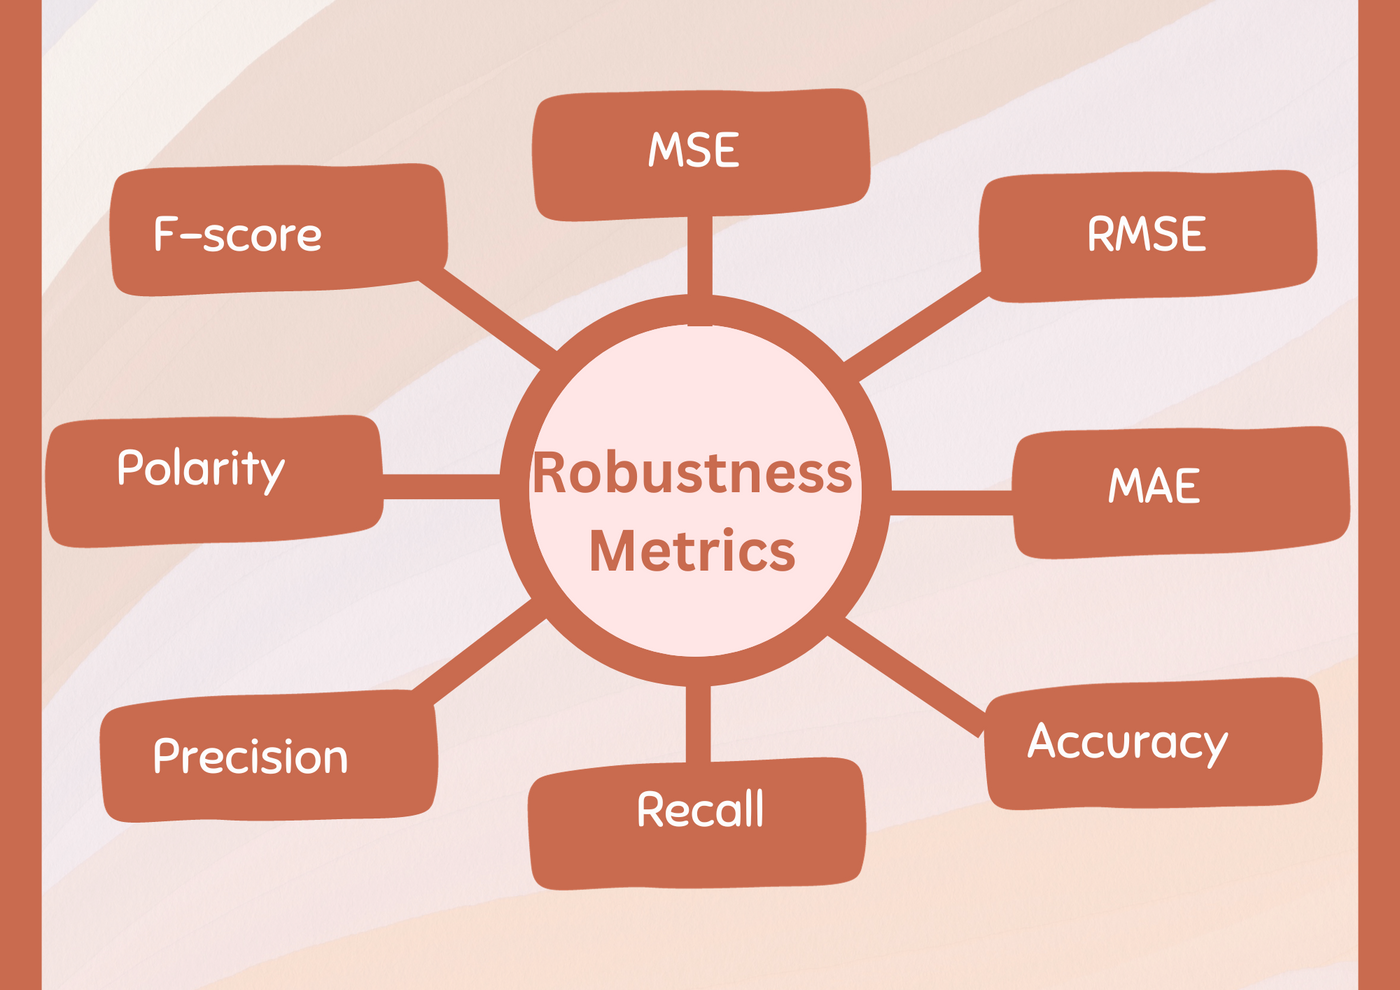 MSE
F-score
RMSE
Polarity
Robustness
Metrics
MAE
Precision
Accuracy
Recall